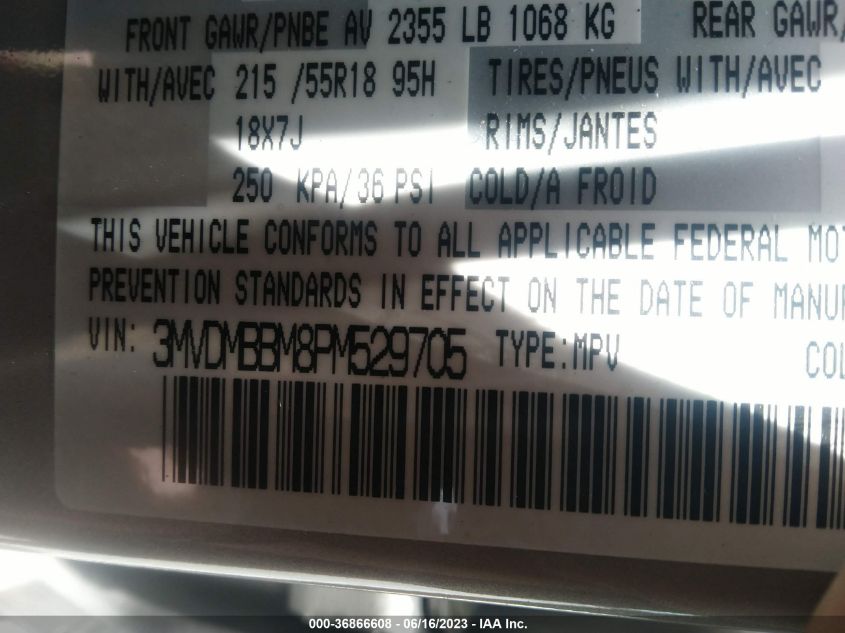 FRONT GAWR/PNBE AV 2355 LB 1068 KG REAR GAWR/
WITH/AVEC 215 /55R18 95H TIRES/PNEUS WITH/AVEC
18X7J RIMS/JANTES
250 KPA/36 PSI COLD/A FROID
THIS VEHICLE CONFORMS TO ALL APPLICABLE FEDERAL MOT
PREVENTION STANDARDS IN EFFECT ON THE DATE OF MANUF
VIN: 3MVDMBBM8PM529705 TYPE:MPV COL
000-36866608 - 06/16/2023 - IAA Inc.